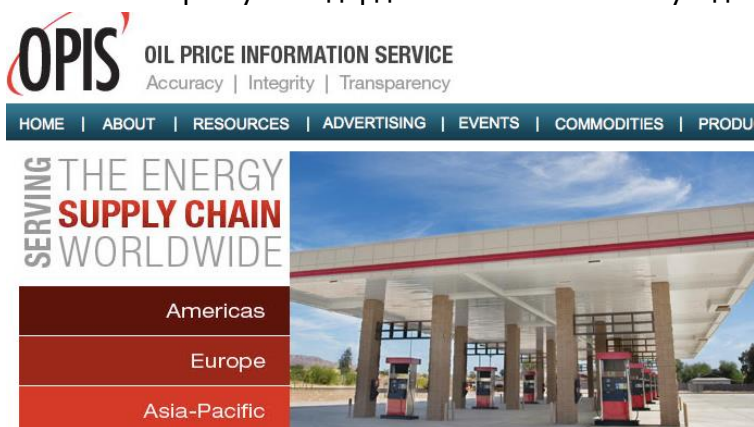 OPIS
OIL PRICE INFORMATION SERVICE
Accuracy | Integrity | Transparency
HOME | ABOUT | RESOURCES | ADVERTISING | EVENTS | COMMODITIES | PRODU
SERVING
THE ENERGY
SUPPLY CHAIN
WORLDWIDE
Americas
Europe
Asia-Pacific